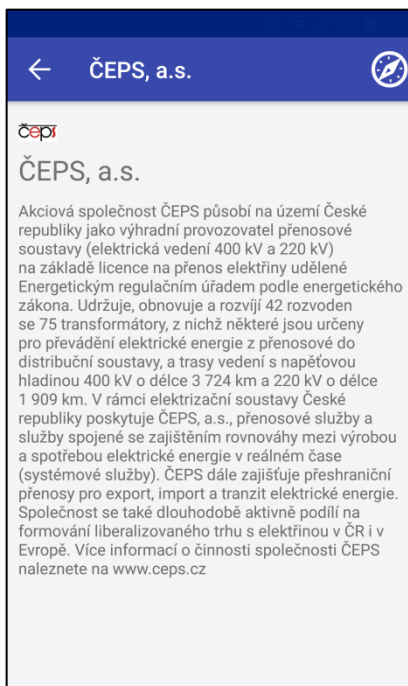 ČEPS, a.s.
čeps
ČEPS, a.s.
Akciová společnost ČEPS působí na území České
republiky jako výhradní provozovatel přenosové
soustavy (elektrická vedení 400 kV a 220 kV)
na základě licence na přenos elektřiny udělené
Energetickým regulačním úřadem podle energetického
zákona. Udržuje, obnovuje a rozvíjí 42 rozvoden
se 75 transformátory, z nichž některé jsou určeny
pro převádění elektrické energie z přenosové do
distribuční soustavy, a trasy vedení s napěťovou
hladinou 400 kV o délce 3 724 km a 220 kV o délce
1 909 km. V rámci elektrizační soustavy České
republiky poskytuje ČEPS, a.s., přenosové služby a
služby spojené se zajištěním rovnováhy mezi výrobou
a spotřebou elektrické energie v reálném čase
(systémové služby). ČEPS dále zajišťuje přeshraniční
přenosy pro export, import a tranzit elektrické energie.
Společnost se také dlouhodobě aktivně podílí na
formování liberalizovaného trhu s elektřinou v ČR i v
Evropě. Více informací o činnosti společnosti ČEPS
naleznete na www.ceps.cz